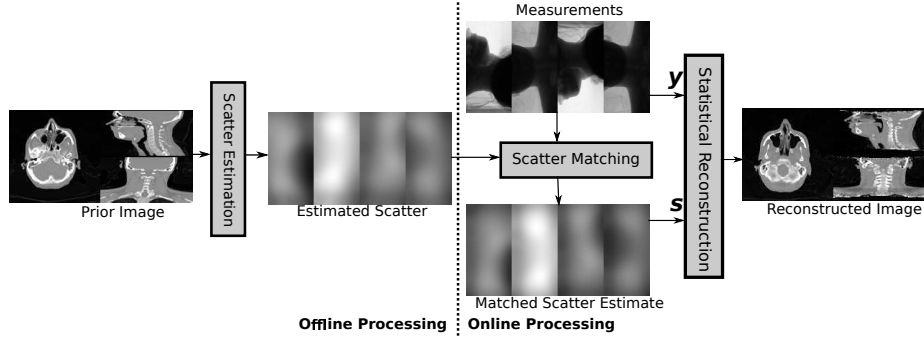 Measurements
Scatter Estimation
y
Statistical Reconstruction
Scatter Matching
Prior Image
Estimated Scatter
s
Reconstructed Image
Matched Scatter Estimate
Offline Processing
Online Processing